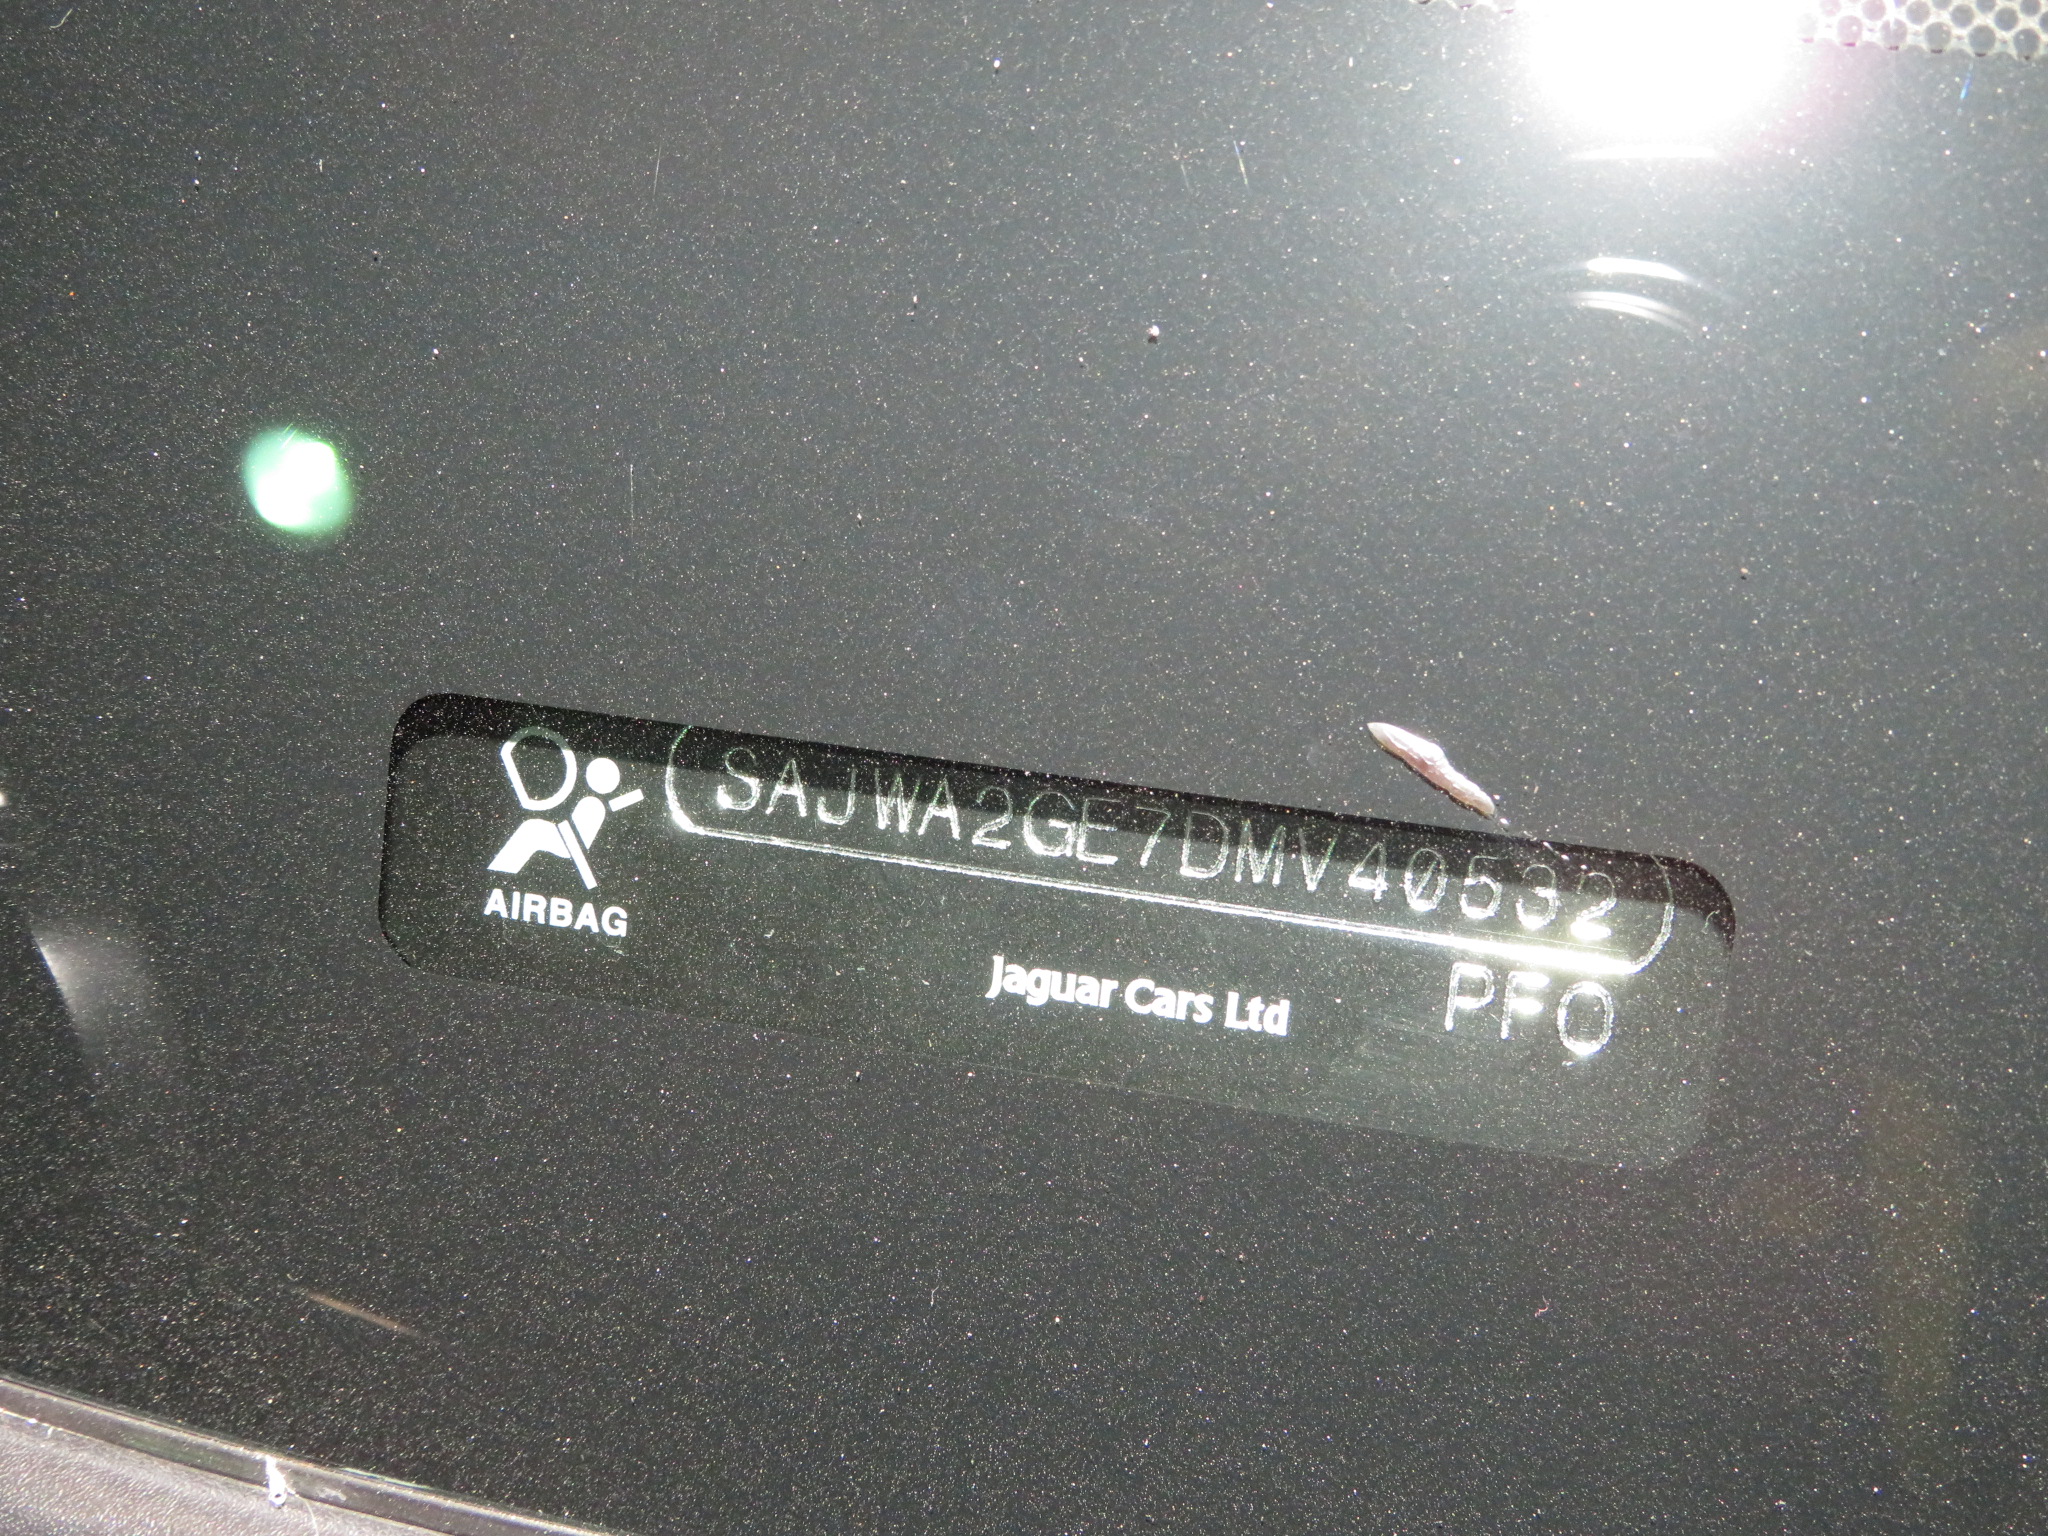 SAJWA2GE7DMV40532
AIRBAG
Jaguar Cars Ltd
PFO